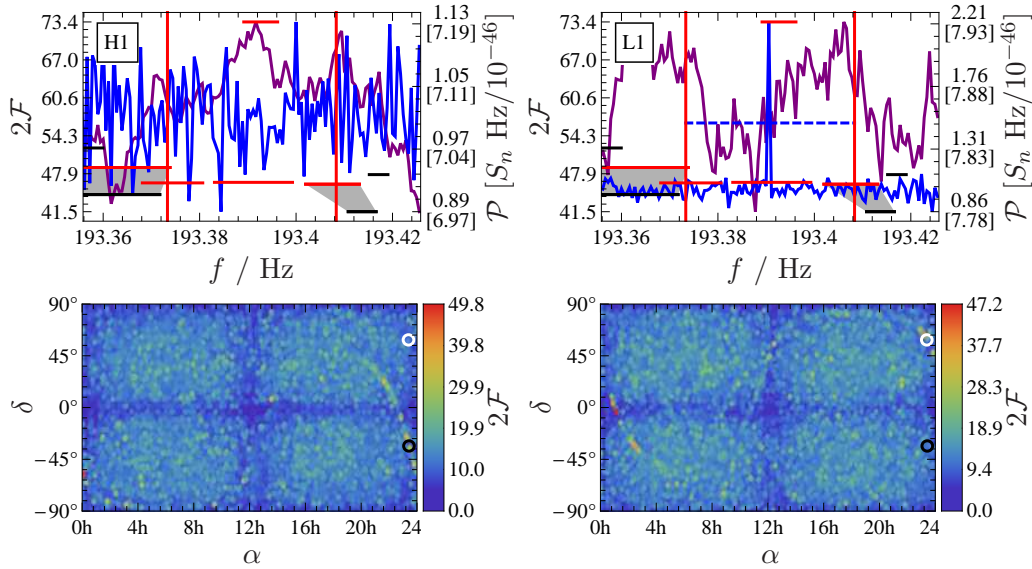 H1
2F
73.4
67.0
60.6
54.3
47.9
41.5
193.36
193.38
193.4
193.42
f / Hz
1.13
[7.19]
1.05
[7.11]
0.97
[7.04]
0.89
[6.97]
P [S_n Hz/10^−46]
L1
2F
73.4
67.0
60.6
54.3
47.9
41.5
193.36
193.38
193.4
193.42
f / Hz
2.21
[7.93]
1.76
[7.88]
1.31
[7.83]
0.86
[7.78]
P [S_n Hz/10^−46]
δ
90°
45°
0°
−45°
−90°
0h
4h
8h
12h
16h
20h
24
α
49.8
39.8
29.9
19.9
10.0
0.0
2F
δ
90°
45°
0°
−45°
−90°
0h
4h
8h
12h
16h
20h
24
α
47.2
37.7
28.3
18.9
9.4
0.0
2F